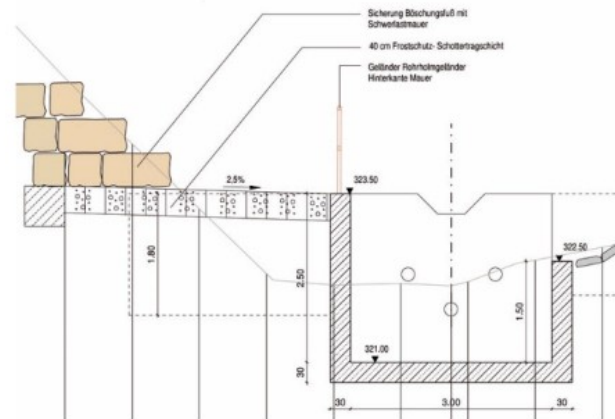 Sicherung Böschungsfuß mit
Schwerlastmauer
40 cm Frostschutz- Schottertragschicht
Geländer Rohrholmgeländer
Hinterkante Mauer
2,5%
323.50
322.50
1.80
2.50
1.50
321.00
30
30
3.00
30